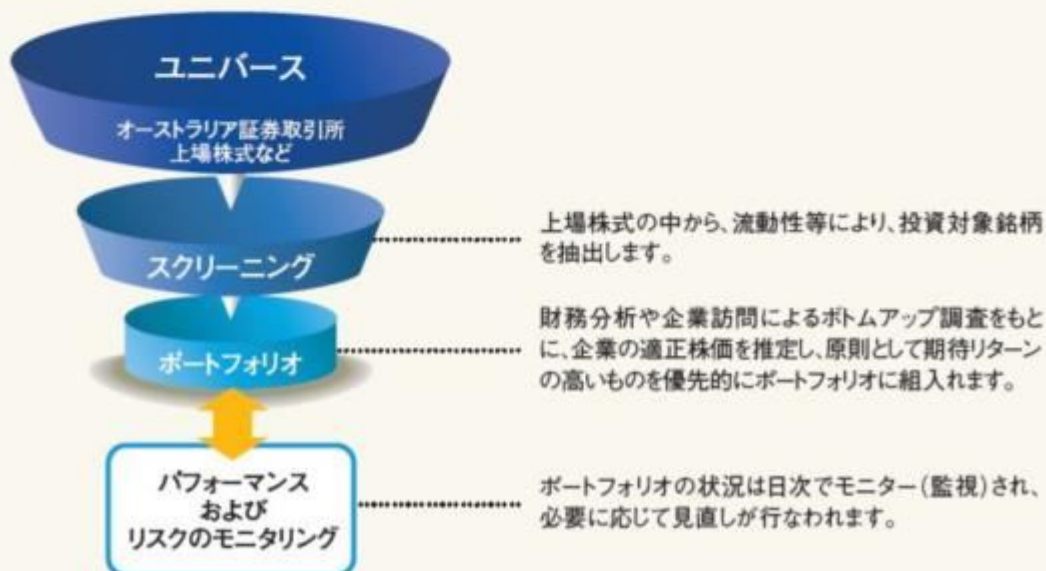 ユニバース
オーストラリア証券取引所
上場株式など
スクリーニング
上場株式の中から、流動性等により、投資対象銘柄
を抽出します。
ポートフォリオ
財務分析や企業訪問によるボトムアップ調査をもと
に、企業の適正株価を推定し、原則として期待リターン
の高いものを優先的にポートフォリオに組入れます。
パフォーマンス
および
リスクのモニタリング
ポートフォリオの状況は日次でモニター(監視)され、
必要に応じて見直しが行なわれます。